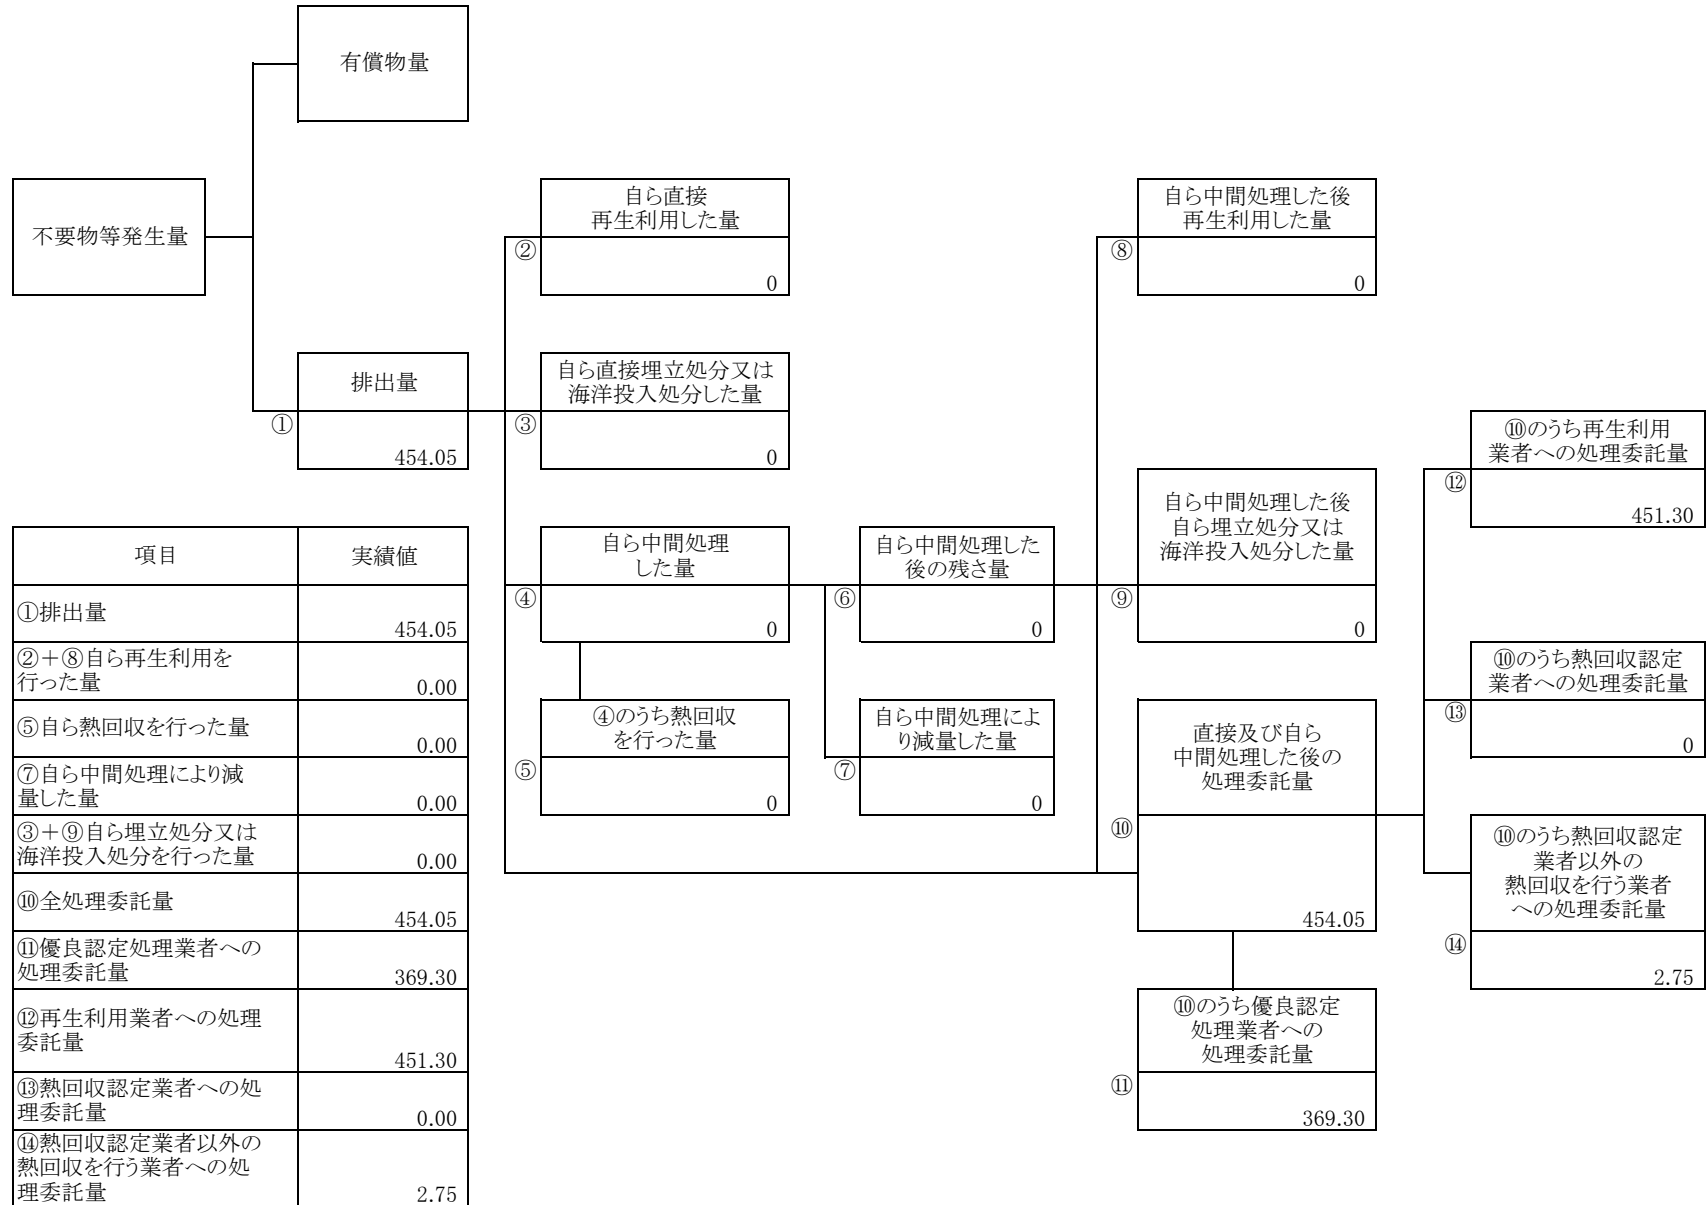 有償物量
不要物等発生量
自ら直接
再生利用した量
②
0
自ら中間処理した後
再生利用した量
⑧
0
排出量
①
454.05
自ら直接埋立処分又は
海洋投入処分した量
③
0
⑩のうち再生利用
業者への処理委託量
⑫
451.30
自ら中間処理した後
自ら埋立処分又は
海洋投入処分した量
⑨
0
自ら中間処理
した量
④
0
自ら中間処理した
後の残さ量
⑥
0
⑩のうち熱回収認定
業者への処理委託量
⑬
0
④のうち熱回収
を行った量
⑤
0
自ら中間処理によ
り減量した量
⑦
0
直接及び自ら
中間処理した後の
処理委託量
⑩
454.05
⑩のうち熱回収認定
業者以外の
熱回収を行う業者
への処理委託量
⑭
2.75
⑩のうち優良認定
処理業者への
処理委託量
⑪
369.30
項目 実績値
①排出量
454.05
②＋⑧自ら再生利用を
行った量
0.00
⑤自ら熱回収を行った量
0.00
⑦自ら中間処理により減
量した量
0.00
③＋⑨自ら埋立処分又は
海洋投入処分を行った量
0.00
⑩全処理委託量
454.05
⑪優良認定処理業者への
処理委託量
369.30
⑫再生利用業者への処理
委託量
451.30
⑬熱回収認定業者への処
理委託量
0.00
⑭熱回収認定業者以外の
熱回収を行う業者への処
理委託量
2.75